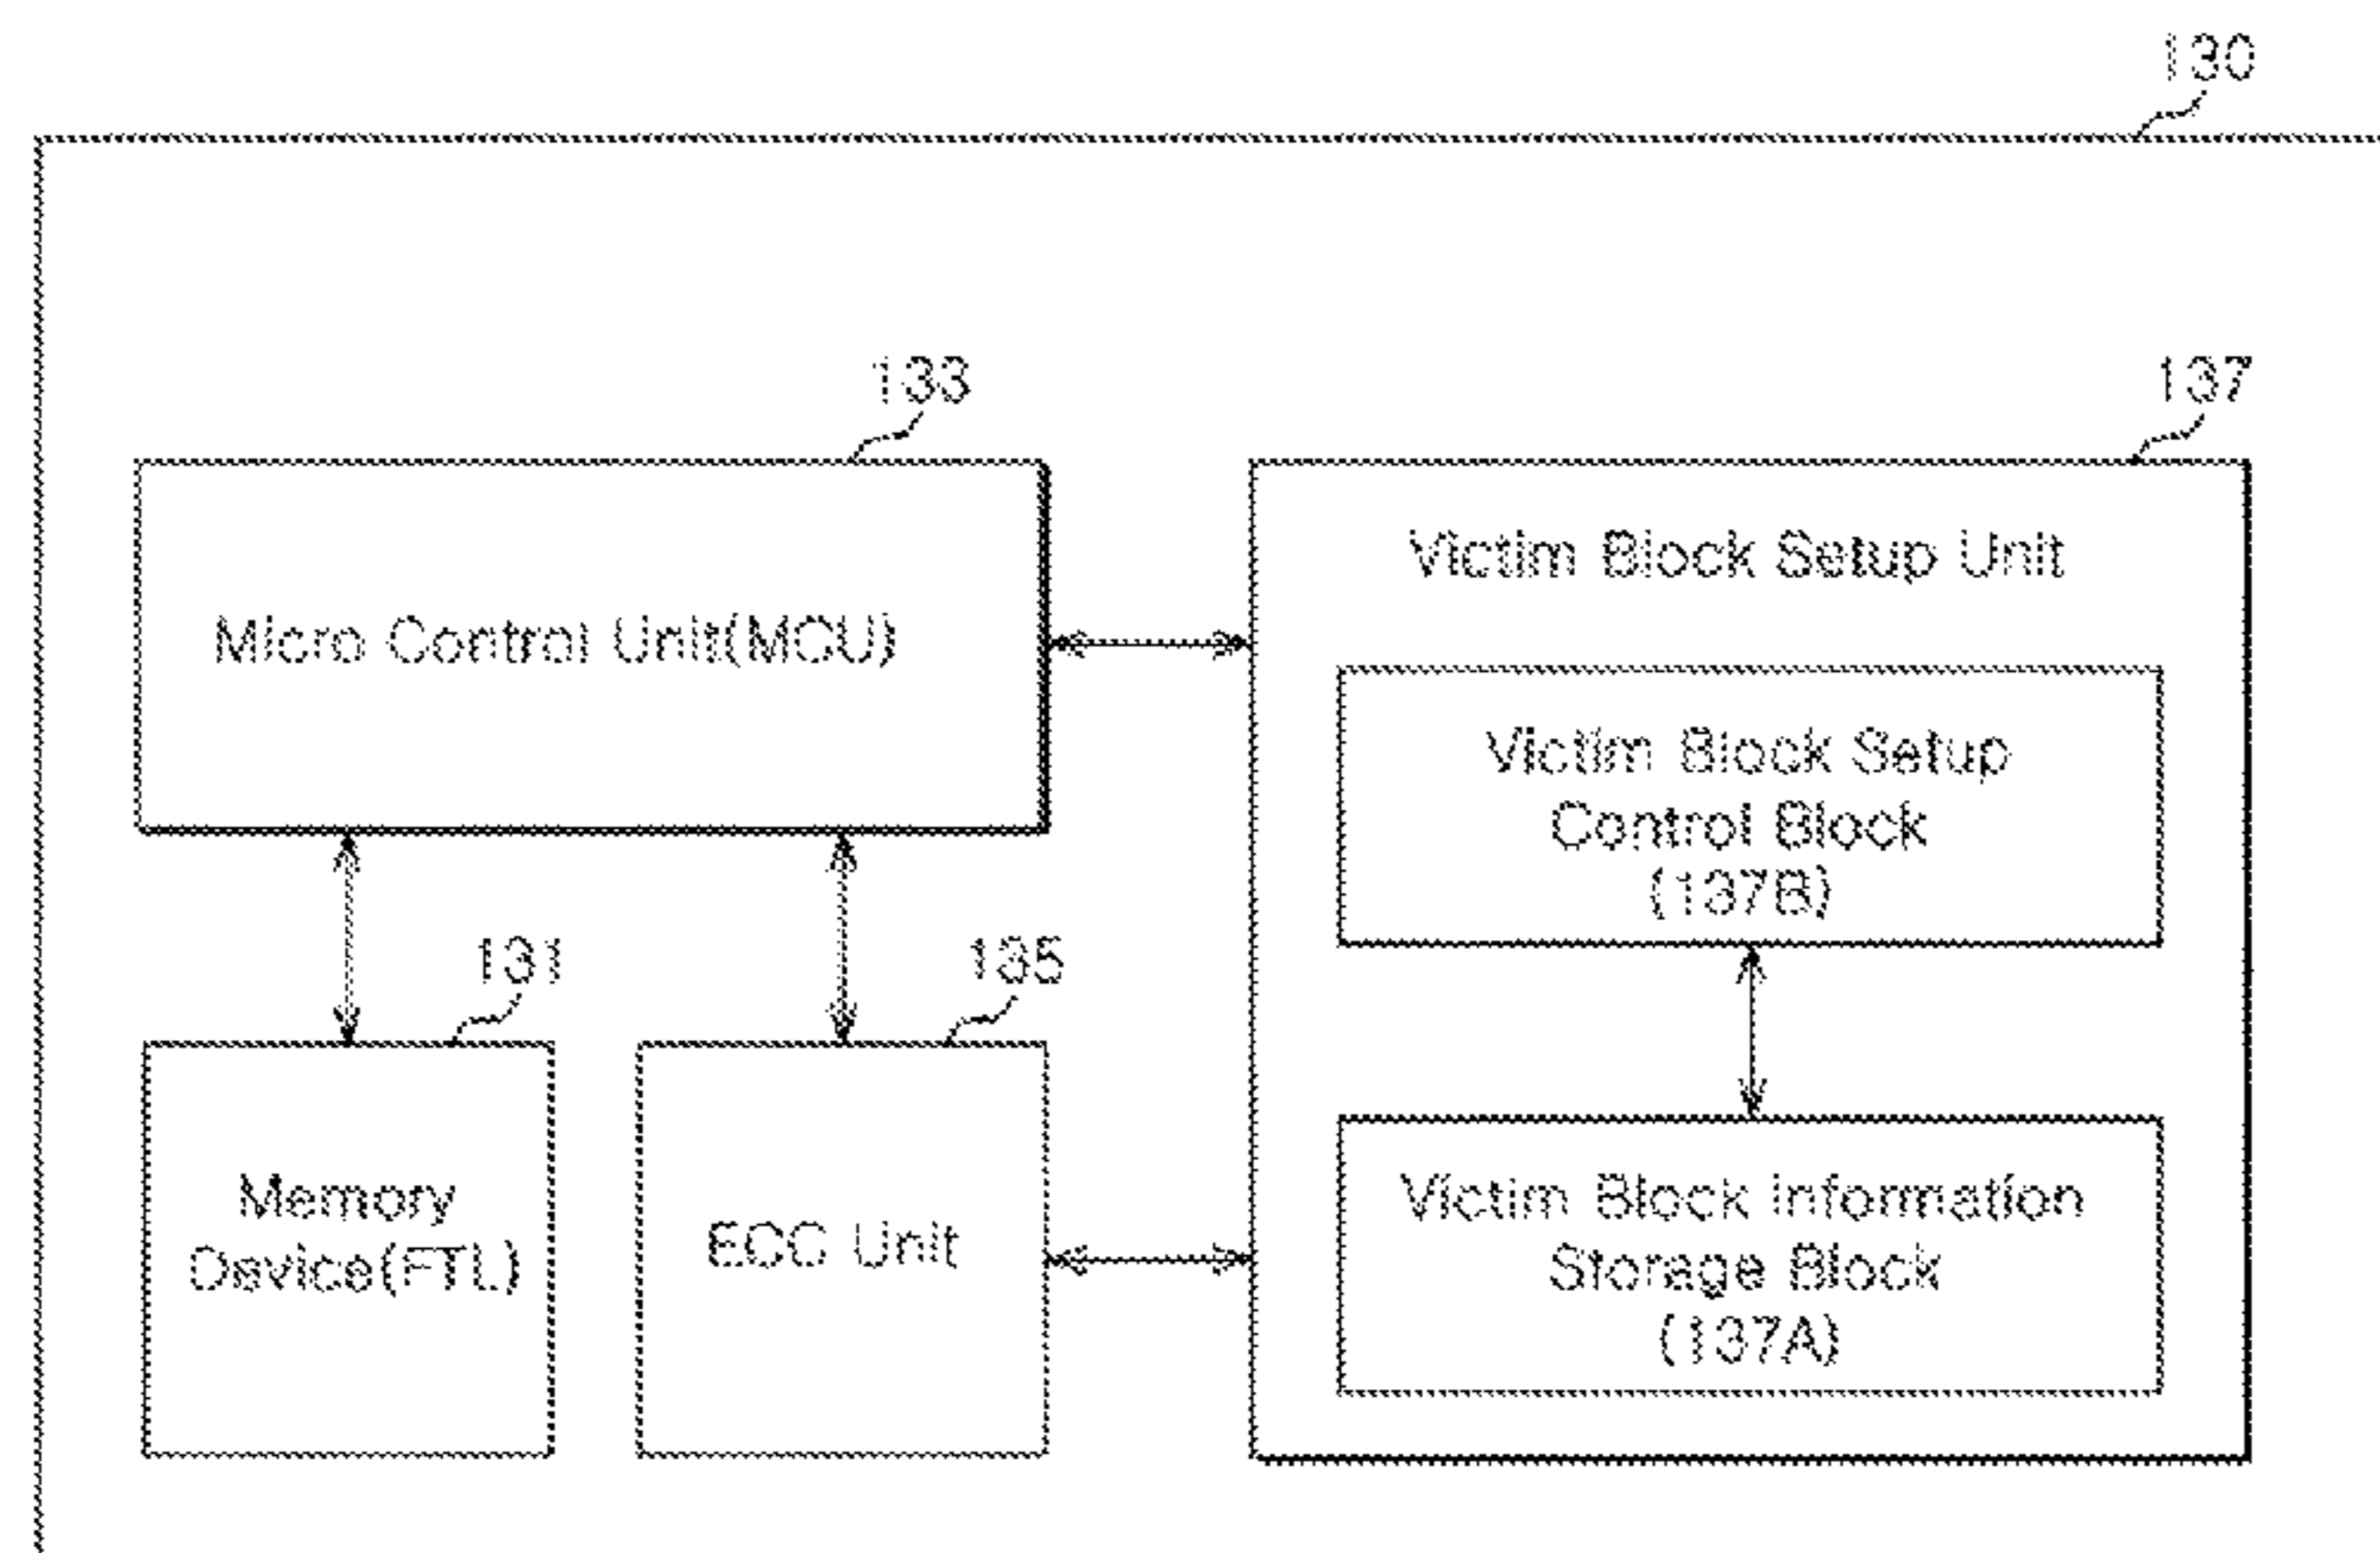 130
133
137
Micro Control Unit(MCU)
Victim Block Setup Unit
Victim Block Setup
Control Block
(137B)
131
135
Memory
Device(FTL)
ECC Unit
Victim Block Information
Storage Block
(137A)